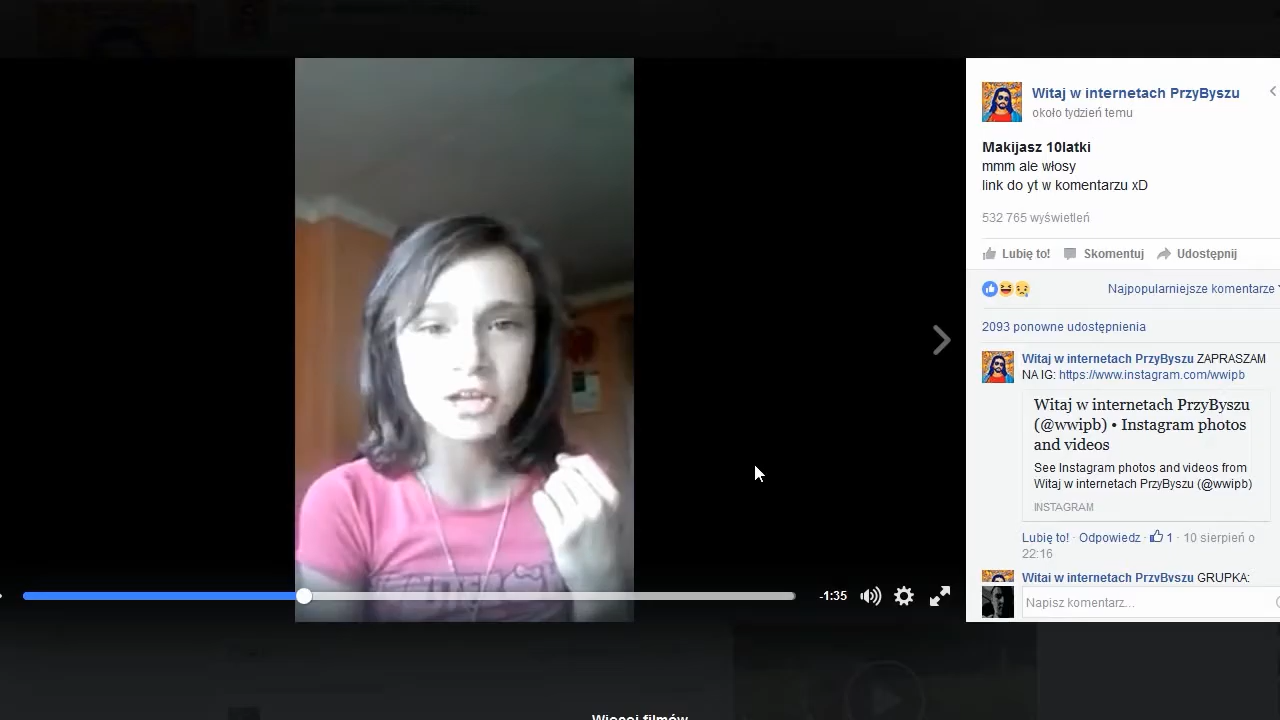 Witaj w internetach PrzyByszu
około tydzień temu
Makijasz 10latki
mmm ale włosy
link do yt w komentarzu xD
532 765 wyświetleń
Lubię to! Skomentuj Udostępnij
Najpopularniejsze komentarze
2093 ponowne udostępnienia
Witaj w internetach PrzyByszu ZAPRASZAM
NA IG: https://www.instagram.com/wwipb
Witaj w internetach PrzyByszu
(@wwipb) • Instagram photos
and videos
See Instagram photos and videos from
Witaj w internetach PrzyByszu (@wwipb)
INSTAGRAM
Lubię to! · Odpowiedz · 1 · 10 sierpień o
22:16
Witaj w internetach PrzyByszu GRUPKA:
Napisz komentarz...
-1:35
Więcej filmów